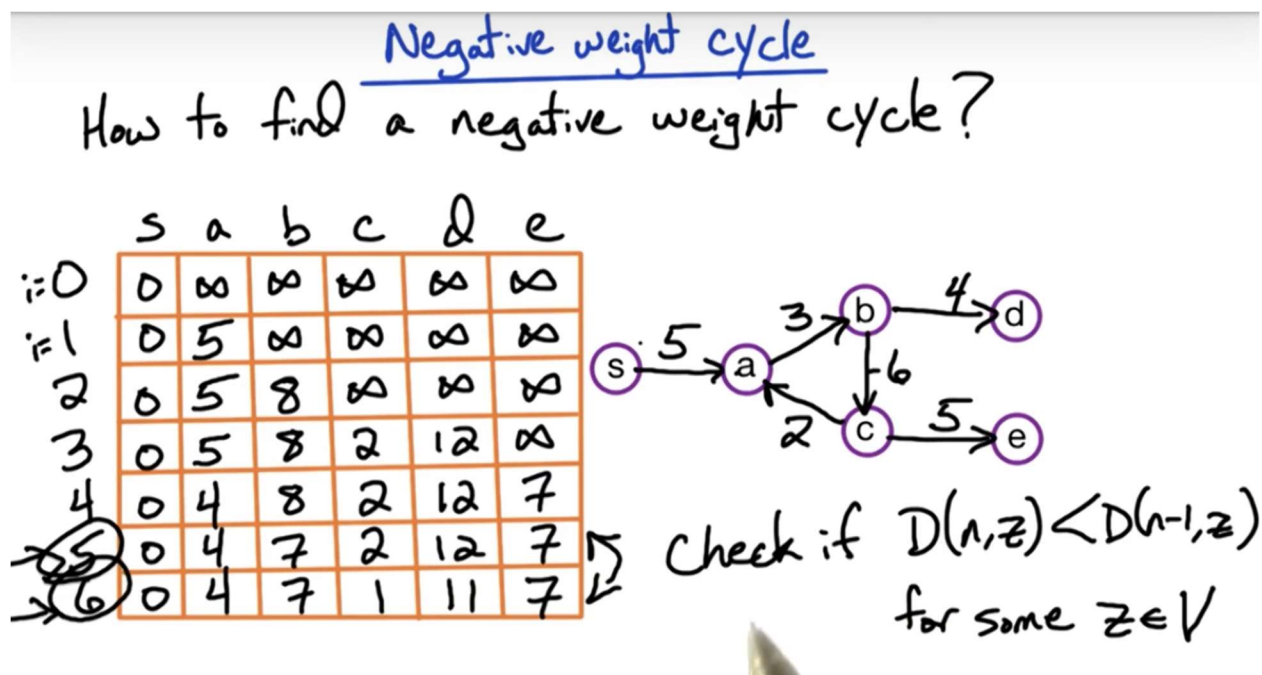 Negative weight cycle
How to find a negative weight cycle?
s a b c d e
i=0 0 ∞ ∞ ∞ ∞ ∞
i=1 0 5 ∞ ∞ ∞ ∞
2 0 5 8 ∞ ∞ ∞
3 0 5 8 2 12 ∞
4 0 4 8 2 12 7
5 0 4 7 2 12 7
6 0 4 7 1 11 7
s 5 a 3 b 4 d
-6
2 c 5 e
Check if D(n,z) < D(n-1,z)
for some z ∈ V